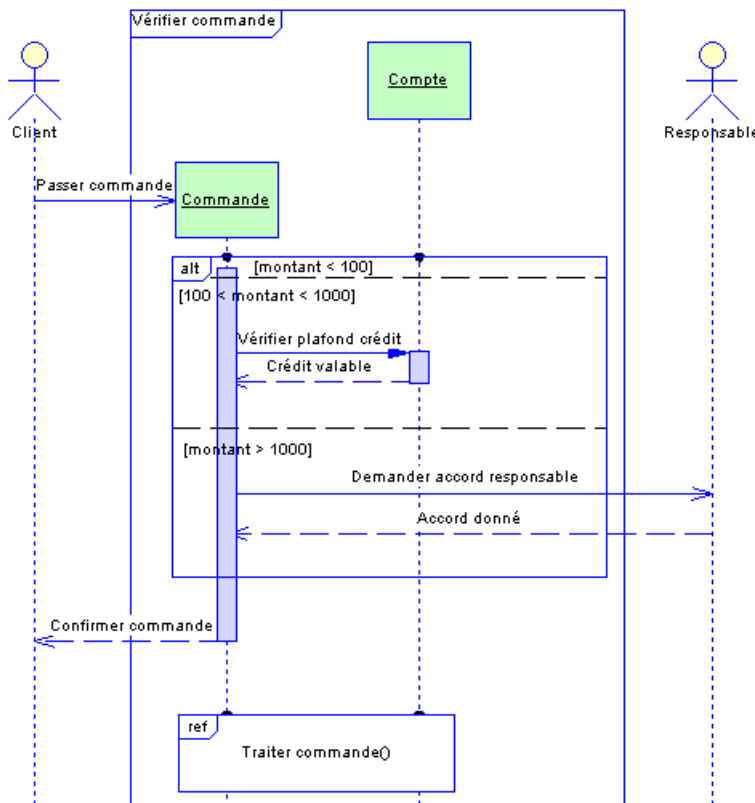 Vérifier commande
Compte
Client
Responsable
Passer commande
Commande
alt
[montant < 100]
[100 < montant < 1000]
Vérifier plafond crédit
Crédit valable
[montant > 1000]
Demander accord responsable
Accord donné
Confirmer commande
ref
Traiter commande()